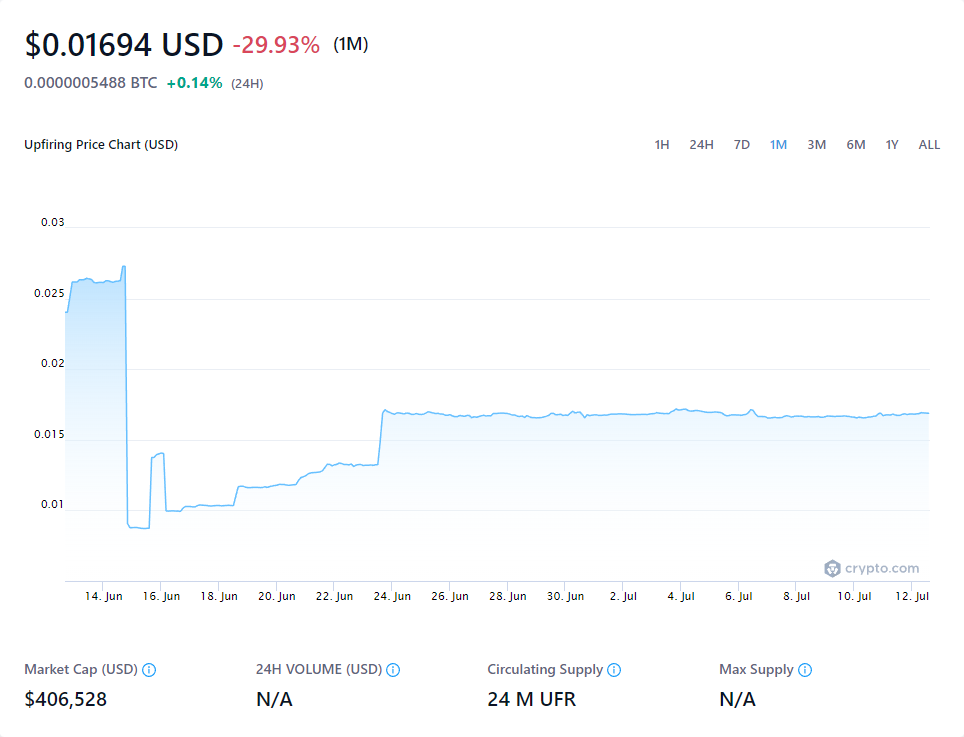 $0.01694 USD -29.93% (1M)
0.0000005488 BTC +0.14% (24H)
Upfiring Price Chart (USD) 1H 24H 7D 1M 3M 6M 1Y ALL
0.03
0.025
0.02
0.015
0.01
crypto.com
14. Jun 16. Jun 18. Jun 20. Jun 22. Jun 24. Jun 26. Jun 28. Jun 30. Jun 2. Jul 4. Jul 6. Jul 8. Jul 10. Jul 12. Jul
Market Cap (USD) 24H VOLUME (USD) Circulating Supply Max Supply
$406,528 N/A 24 M UFR N/A